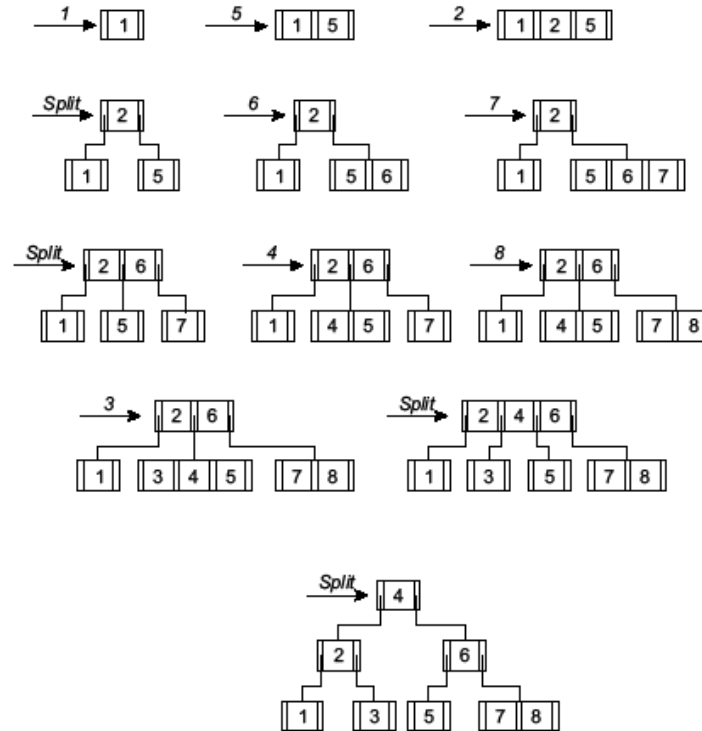 1 1 5 1 5 2 1 2 5
Split 2 6 2 7 2
1 5 1 5 6 1 5 6 7
Split 2 6 4 2 6 8 2 6
1 5 7 1 4 5 7 1 4 5 7 8
3 2 6 Split 2 4 6
1 3 4 5 7 8 1 3 5 7 8
Split 4
2 6
1 3 5 7 8